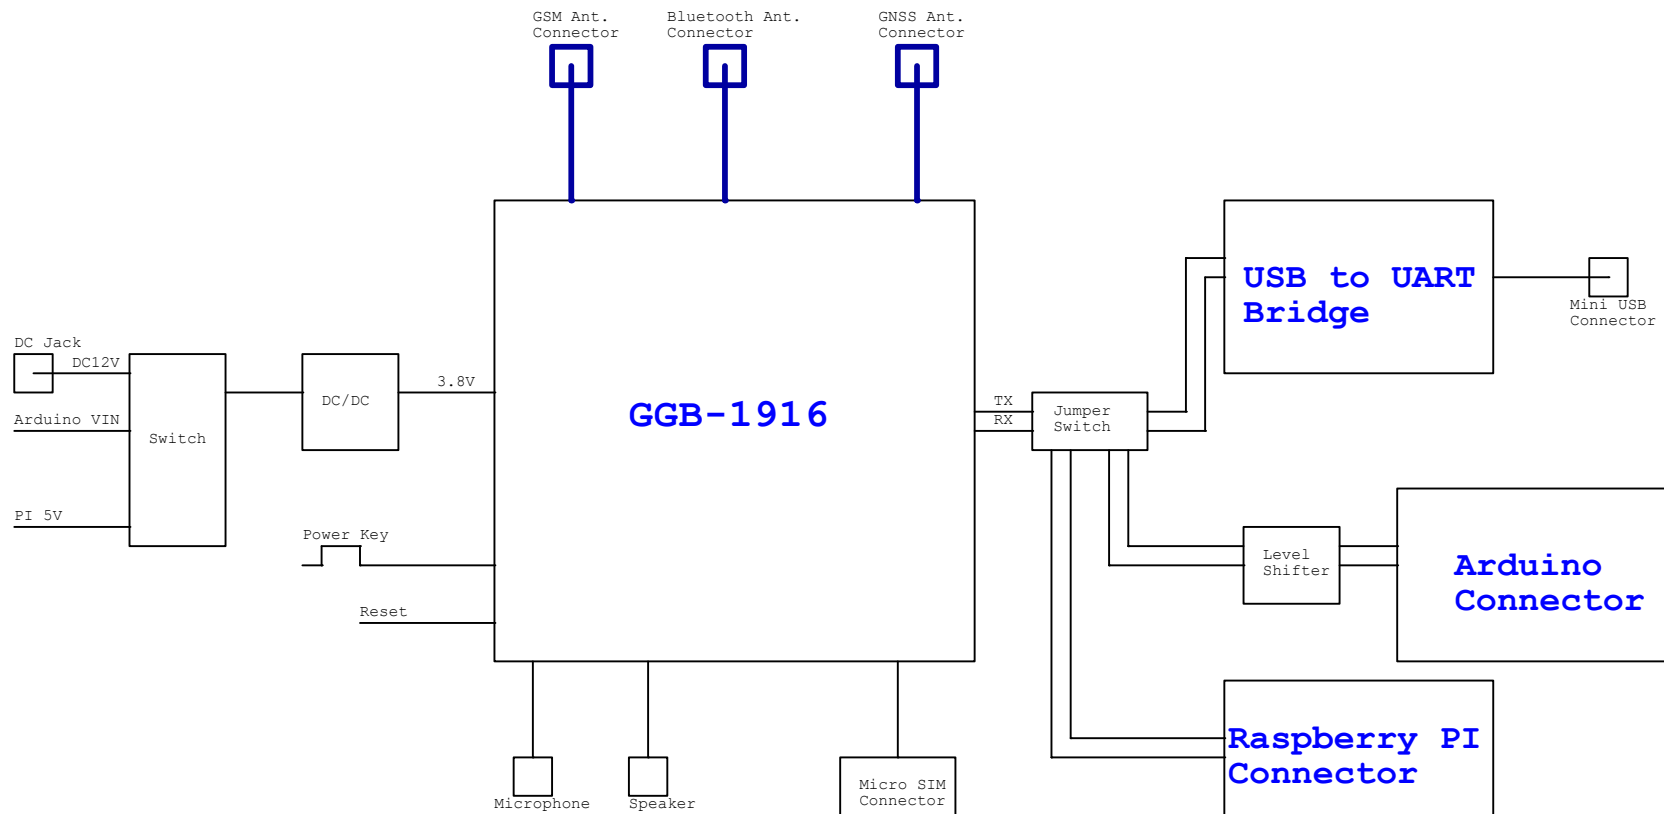 GSM Ant.
Connector
Bluetooth Ant.
Connector
GNSS Ant.
Connector
USB to UART
Bridge
Mini USB
Connector
DC Jack
DC12V
Arduino VIN
Switch
PI 5V
DC/DC
3.8V
GGB-1916
TX
RX
Jumper
Switch
Power Key
Reset
Level
Shifter
Arduino
Connector
Raspberry PI
Connector
Microphone
Speaker
Micro SIM
Connector